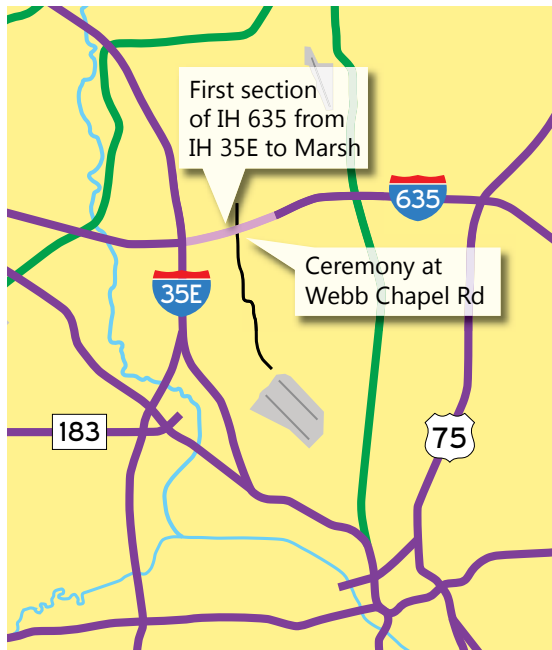 First section
of IH 635 from
IH 35E to Marsh
635
Ceremony at
Webb Chapel Rd
35E
183
75